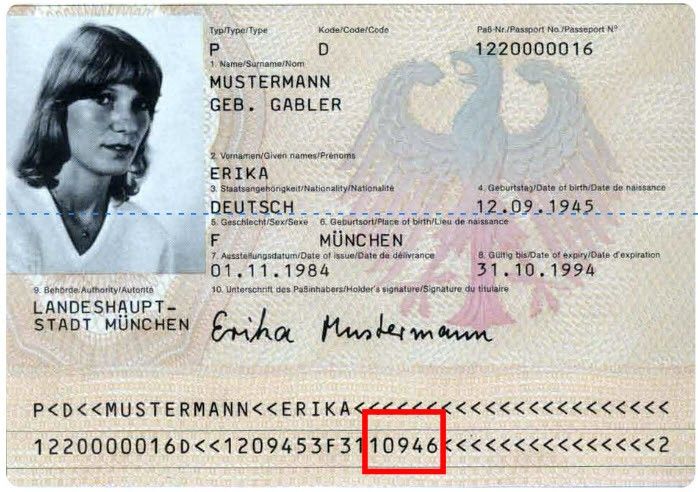 Typ/Type/Type Kode/Code/Code Paß-Nr./Passport No./Passeport N°
P D 1220000016
1. Name/Surname/Nom
MUSTERMANN
GEB. GABLER
2. Vornamen/Given names/Prénoms
ERIKA
3. Staatsangehörigkeit/Nationality/Nationalité 4. Geburtstag/Date of birth/Date de naissance
DEUTSCH 12.09.1945
5. Geschlecht/Sex/Sexe 6. Geburtsort/Place of birth/Lieu de naissance
F MÜNCHEN
7. Ausstellungsdatum/Date of issue/Date de délivrance 8. Gültig bis/Date of expiry/Date d'expiration
01.11.1984 31.10.1994
9. Behörde/Authority/Autorité 10. Unterschrift des Paßinhabers/Holder's signature/Signature du titulaire
LANDESHAUPT-
STADT MÜNCHEN
Erika Mustermann
P<D<<MUSTERMANN<<ERIKA<<<<<<<<<<<<<<<<<<<<<<
1220000016D<<1209453F3110946<<<<<<<<<<<<<<<2